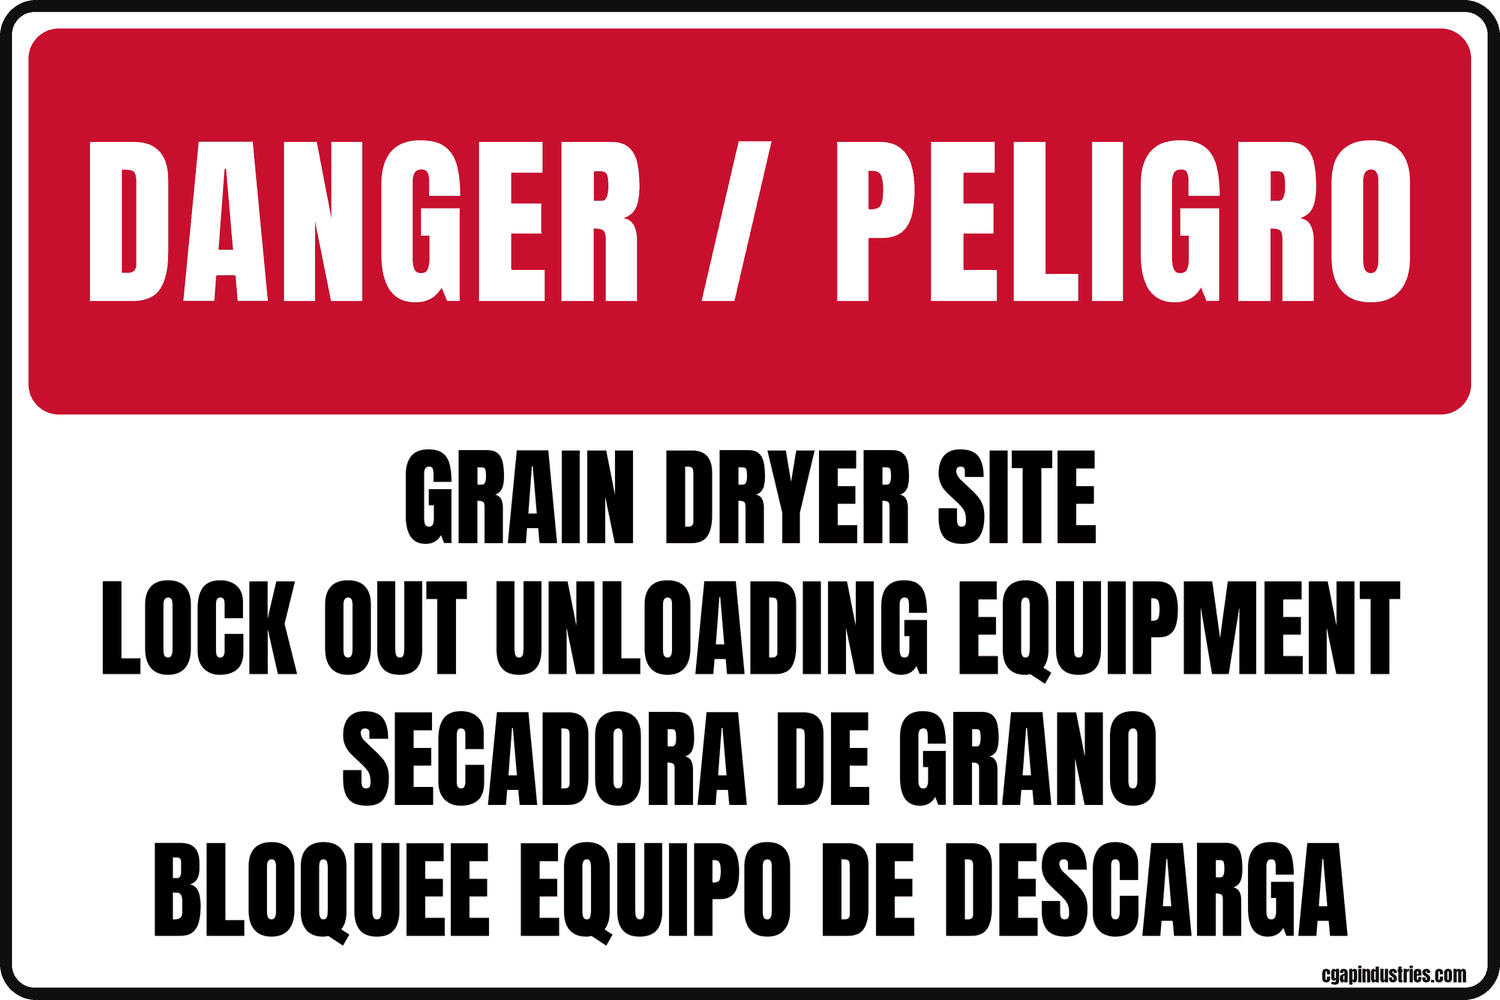 DANGER / PELIGRO
GRAIN DRYER SITE
LOCK OUT UNLOADING EQUIPMENT
SECADORA DE GRANO
BLOQUEE EQUIPO DE DESCARGA
cgapindustries.com